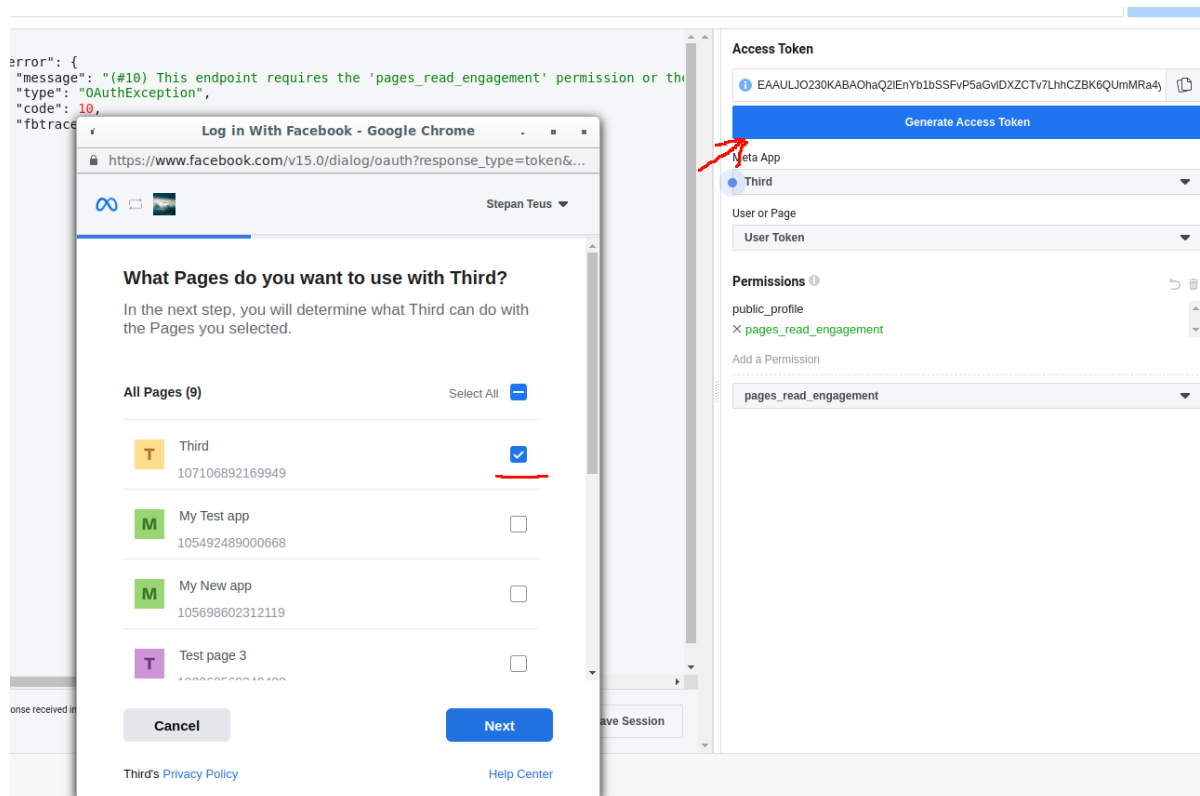 error": {
"message": "(#10) This endpoint requires the 'pages_read_engagement' permission or the
"type": "OAuthException",
"code": 10,
"fbtrace
Log in With Facebook - Google Chrome
https://www.facebook.com/v15.0/dialog/oauth?response_type=token&...
Stepan Teus
What Pages do you want to use with Third?
In the next step, you will determine what Third can do with
the Pages you selected.
All Pages (9)
Select All
T
Third
107106892169949
M
My Test app
105492489000668
M
My New app
105698602312119
T
Test page 3
Cancel
Next
Third's Privacy Policy
Help Center
onse received in
ave Session
Access Token
EAAULJO230KABAOhaQ2lEnYb1bSSFvP5aGvlDXZCTv7LhhCZBK6QUmMRa4y
Generate Access Token
Meta App
Third
User or Page
User Token
Permissions
public_profile
pages_read_engagement
Add a Permission
pages_read_engagement